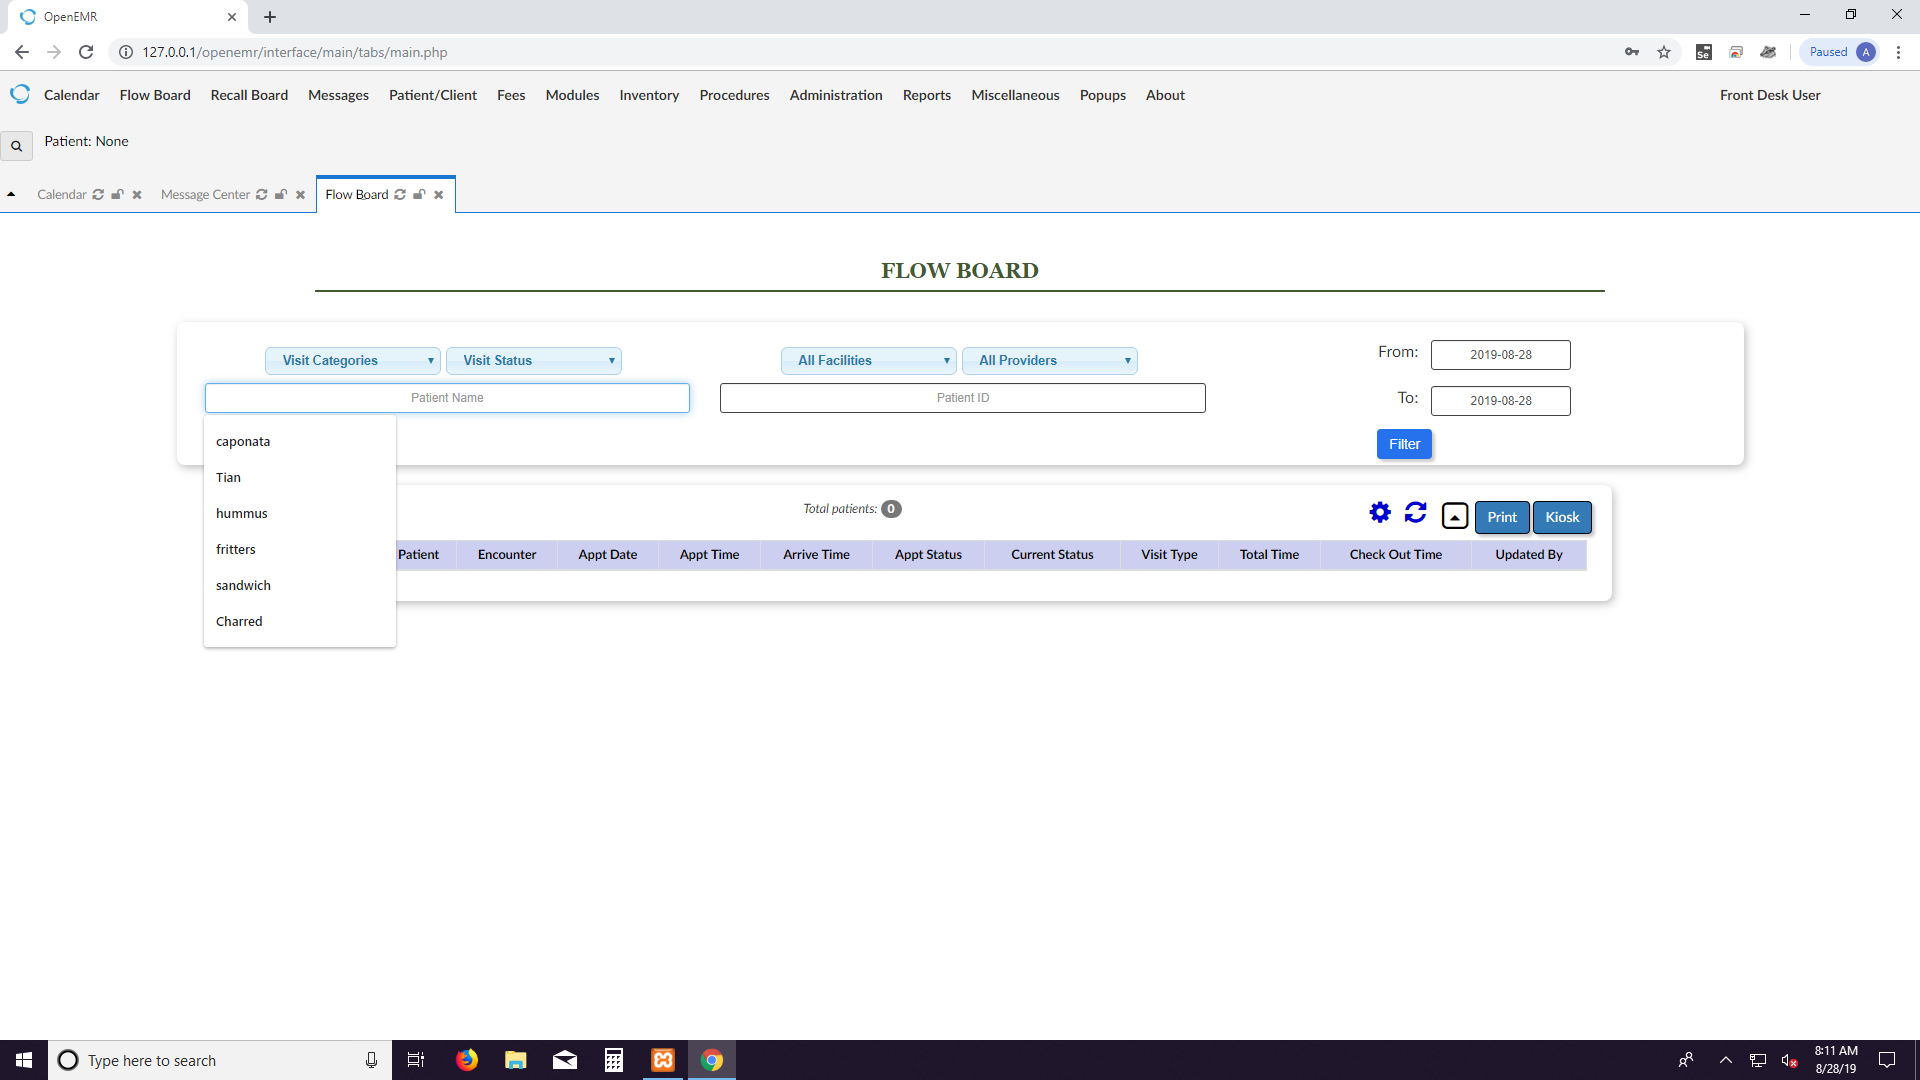 OpenEMR
127.0.0.1/openemr/interface/main/tabs/main.php
Se
Paused A
Calendar Flow Board Recall Board Messages Patient/Client Fees Modules Inventory Procedures Administration Reports Miscellaneous Popups About Front Desk User
Patient: None
Calendar Message Center Flow Board
FLOW BOARD
Visit Categories Visit Status All Facilities All Providers From: 2019-08-28
Patient Name Patient ID To: 2019-08-28
Filter
caponata
Tian
hummus
fritters
sandwich
Charred
Total patients: 0
Print Kiosk
Patient Encounter Appt Date Appt Time Arrive Time Appt Status Current Status Visit Type Total Time Check Out Time Updated By
Type here to search
8:11 AM
8/28/19